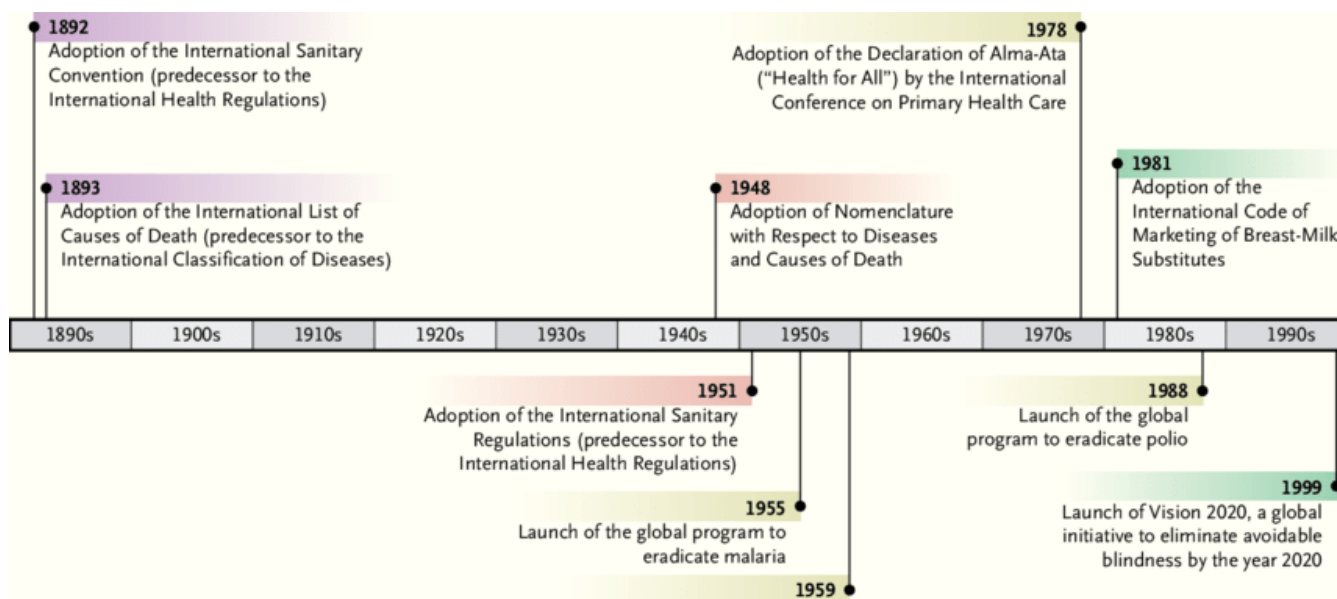 1892
Adoption of the International Sanitary
Convention (predecessor to the
International Health Regulations)
1893
Adoption of the International List of
Causes of Death (predecessor to the
International Classification of Diseases)
1948
Adoption of Nomenclature
with Respect to Diseases
and Causes of Death
1978
Adoption of the Declaration of Alma-Ata
(“Health for All”) by the International
Conference on Primary Health Care
1981
Adoption of the
International Code of
Marketing of Breast-Milk
Substitutes
1890s 1900s 1910s 1920s 1930s 1940s 1950s 1960s 1970s 1980s 1990s
1951
Adoption of the International Sanitary
Regulations (predecessor to the
International Health Regulations)
1955
Launch of the global program to
eradicate malaria
1959
1988
Launch of the global
program to eradicate polio
1999
Launch of Vision 2020, a global
initiative to eliminate avoidable
blindness by the year 2020